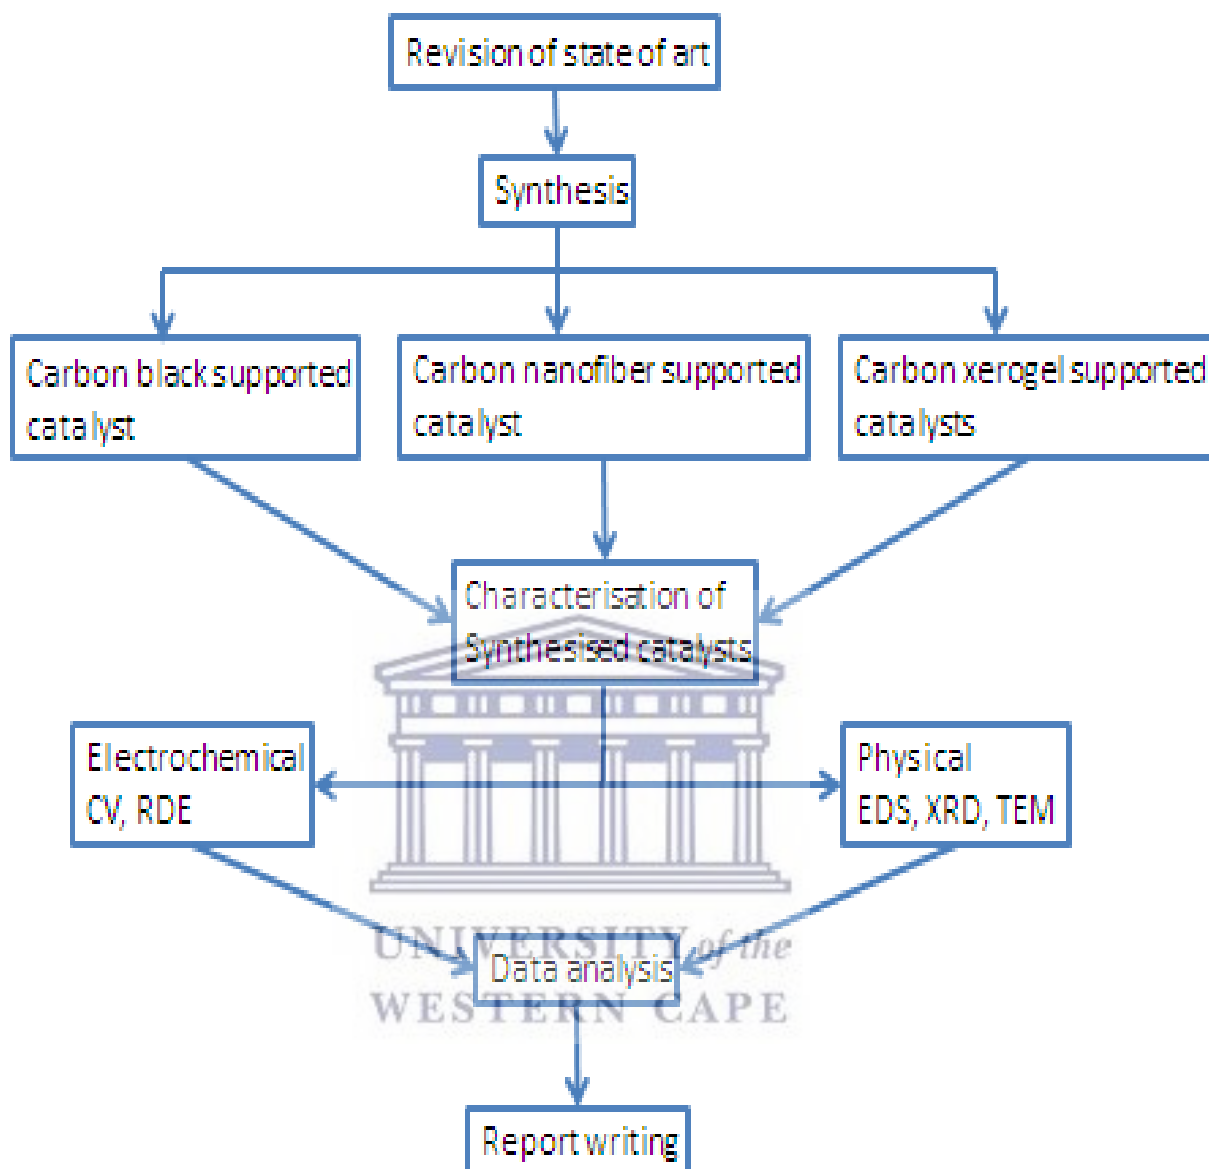 Revision of state of art
Synthesis
Carbon black supported
catalyst
Carbon nanofiber supported
catalyst
Carbon xerogel supported
catalysts
Characterisation of
Synthesised catalysts
Electrochemical
CV, RDE
Physical
EDS, XRD, TEM
UNIVERSITY of the
Data analysis
WESTERN CAPE
Report writing